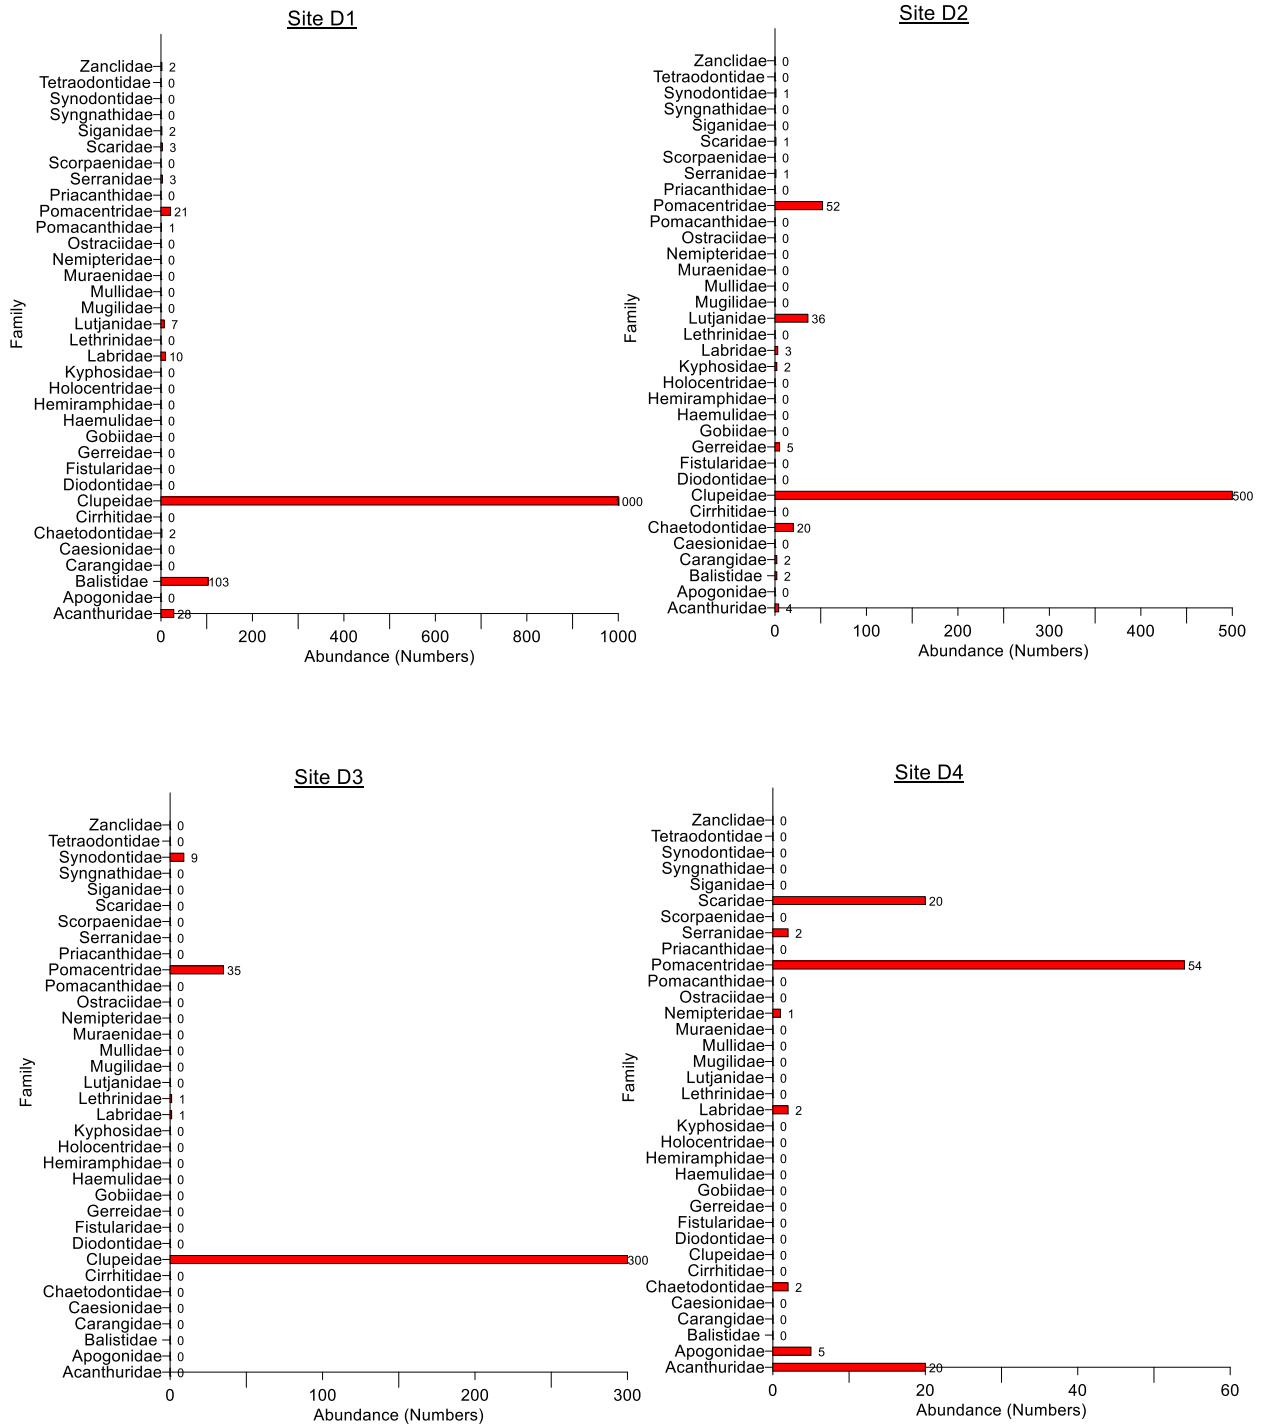 Site D1
Family
Zanclidae 2
Tetraodontidae 0
Synodontidae 0
Syngnathidae 0
Siganidae 2
Scaridae 3
Scorpaenidae 0
Serranidae 3
Priacanthidae 0
Pomacentridae 21
Pomacanthidae 1
Ostraciidae 0
Nemipteridae 0
Muraenidae 0
Mullidae 0
Mugilidae 0
Lutjanidae 7
Lethrinidae 0
Labridae 10
Kyphosidae 0
Holocentridae 0
Hemiramphidae 0
Haemulidae 0
Gobiidae 0
Gerreidae 0
Fistularidae 0
Diodontidae 0
Clupeidae 000
Cirrhitidae 0
Chaetodontidae 2
Caesionidae 0
Carangidae 0
Balistidae 103
Apogonidae 0
Acanthuridae 28
0 200 400 600 800 1000
Abundance (Numbers)
Site D2
Family
Zanclidae 0
Tetraodontidae 0
Synodontidae 1
Syngnathidae 0
Siganidae 0
Scaridae 1
Scorpaenidae 0
Serranidae 1
Priacanthidae 0
Pomacentridae 52
Pomacanthidae 0
Ostraciidae 0
Nemipteridae 0
Muraenidae 0
Mullidae 0
Mugilidae 0
Lutjanidae 36
Lethrinidae 0
Labridae 3
Kyphosidae 2
Holocentridae 0
Hemiramphidae 0
Haemulidae 0
Gobiidae 0
Gerreidae 5
Fistularidae 0
Diodontidae 0
Clupeidae 500
Cirrhitidae 0
Chaetodontidae 20
Caesionidae 0
Carangidae 2
Balistidae 2
Apogonidae 0
Acanthuridae 4
0 100 200 300 400 500
Abundance (Numbers)
Site D3
Family
Zanclidae 0
Tetraodontidae 0
Synodontidae 9
Syngnathidae 0
Siganidae 0
Scaridae 0
Scorpaenidae 0
Serranidae 0
Priacanthidae 0
Pomacentridae 35
Pomacanthidae 0
Ostraciidae 0
Nemipteridae 0
Muraenidae 0
Mullidae 0
Mugilidae 0
Lutjanidae 0
Lethrinidae 1
Labridae 1
Kyphosidae 0
Holocentridae 0
Hemiramphidae 0
Haemulidae 0
Gobiidae 0
Gerreidae 0
Fistularidae 0
Diodontidae 0
Clupeidae 300
Cirrhitidae 0
Chaetodontidae 0
Caesionidae 0
Carangidae 0
Balistidae 0
Apogonidae 0
Acanthuridae 0
0 100 200 300
Abundance (Numbers)
Site D4
Family
Zanclidae 0
Tetraodontidae 0
Synodontidae 0
Syngnathidae 0
Siganidae 0
Scaridae 20
Scorpaenidae 0
Serranidae 2
Priacanthidae 0
Pomacentridae 54
Pomacanthidae 0
Ostraciidae 0
Nemipteridae 1
Muraenidae 0
Mullidae 0
Mugilidae 0
Lutjanidae 0
Lethrinidae 0
Labridae 2
Kyphosidae 0
Holocentridae 0
Hemiramphidae 0
Haemulidae 0
Gobiidae 0
Gerreidae 0
Fistularidae 0
Diodontidae 0
Clupeidae 0
Cirrhitidae 0
Chaetodontidae 2
Caesionidae 0
Carangidae 0
Balistidae 0
Apogonidae 5
Acanthuridae 20
0 20 40 60
Abundance (Numbers)